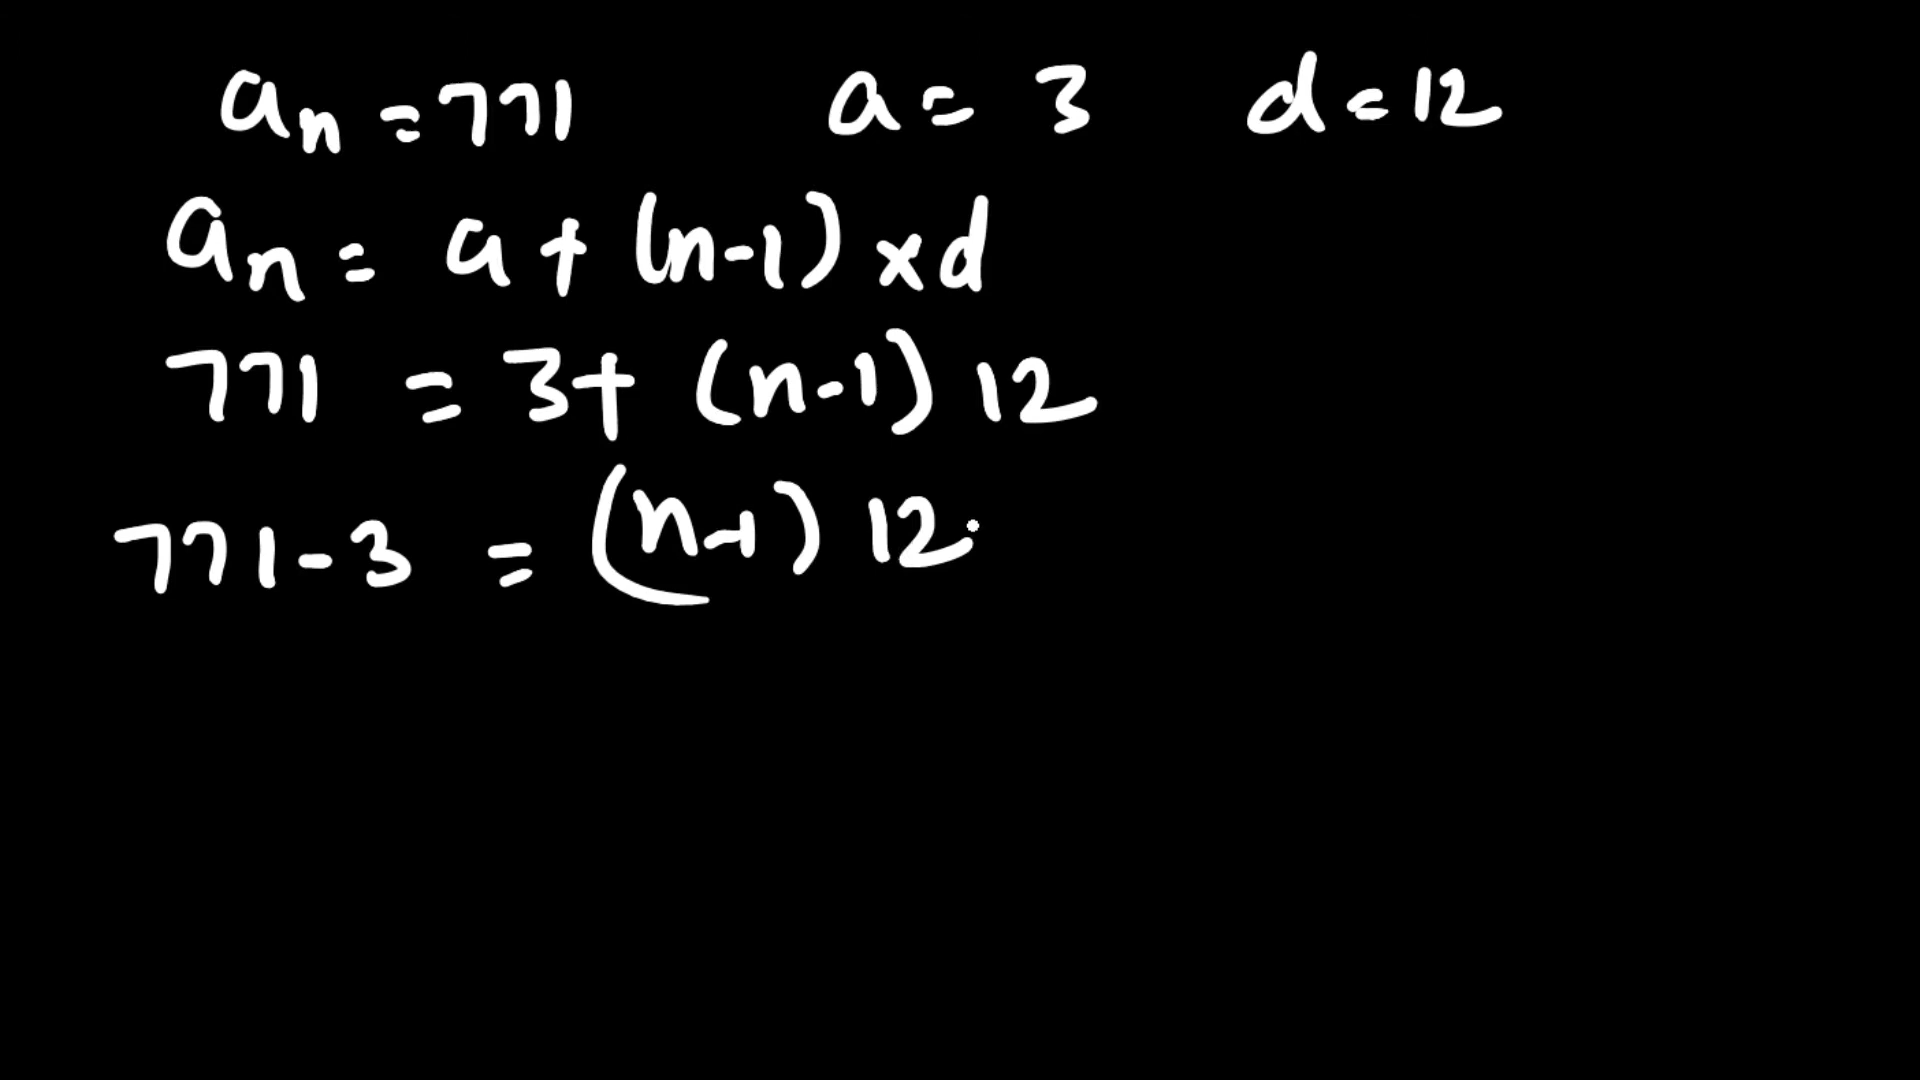 an = 771 a = 3 d = 12
an = a + (n-1) × d
771 = 3 + (n-1) 12
771 - 3 = (n-1) 12